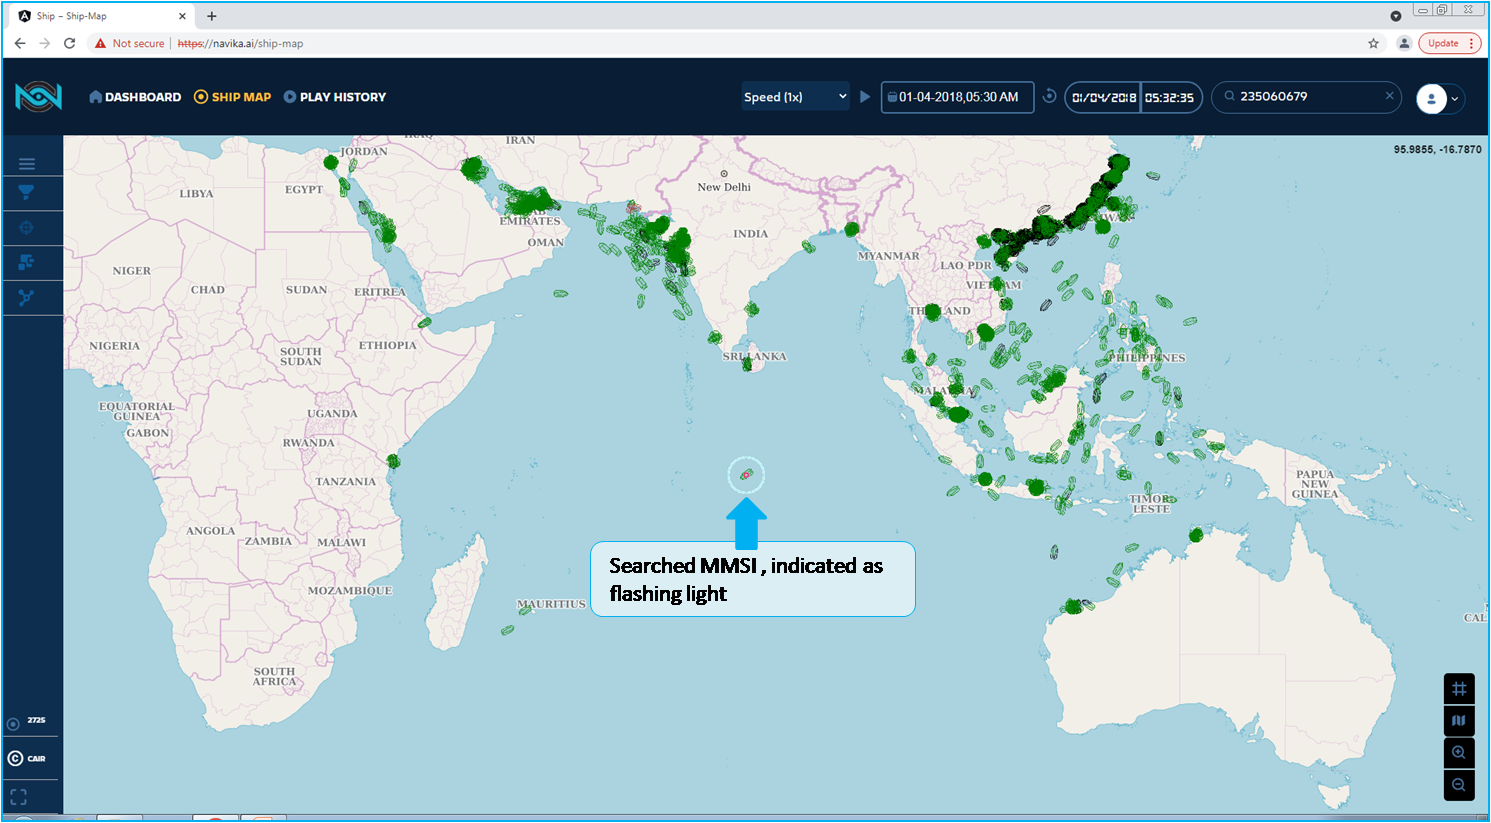 Ship – Ship-Map
Not secure
https://navika.ai/ship-map
Update
DASHBOARD
SHIP MAP
PLAY HISTORY
Speed (1x)
01-04-2018,05:30 AM
01/04/2018
05:32:35
235060679
95.9855, -16.7870
JORDAN
IRAN
New Delhi
LIBYA
EGYPT
EMIRATES
OMAN
INDIA
MYANMAR
LAO PDR
VIETNAM
THAILAND
NIGER
CHAD
SUDAN
ERITREA
NIGERIA
SOUTH
SUDAN
ETHIOPIA
SRI LANKA
PHILIPPINES
MALAYSIA
EQUATORIAL
GUINEA
GABON
UGANDA
RWANDA
TANZANIA
PAPUA
NEW
GUINEA
TIMOR
LESTE
ANGOLA
ZAMBIA
MALAWI
MOZAMBIQUE
MAURITIUS
Searched MMSI , indicated as
flashing light
CAL
SOUTH
AFRICA
2725
© CAIR